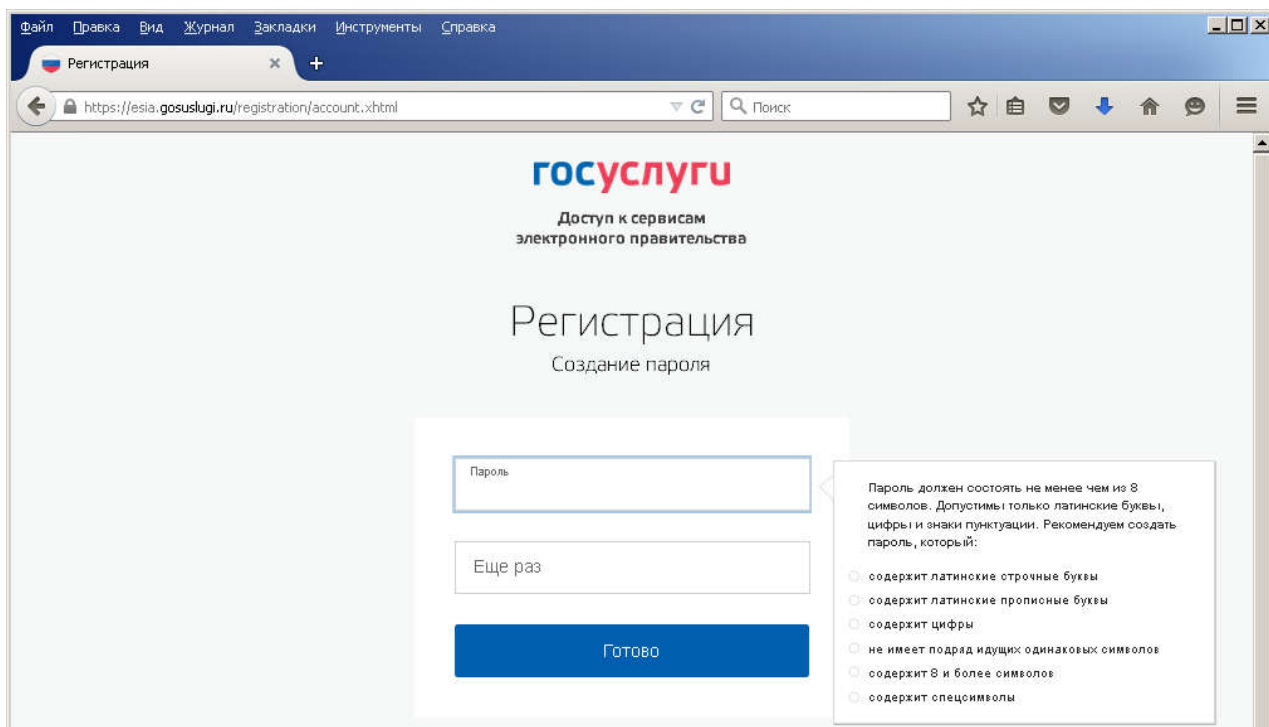 Файл Правка Вид Журнал Закладки Инструменты Справка
Регистрация
https://esia.gosuslugi.ru/registration/account.xhtml
Поиск
госуслуги
Доступ к сервисам
электронного правительства
Регистрация
Создание пароля
Пароль
Еще раз
Готово
Пароль должен состоять не менее чем из 8
символов. Допустимы только латинские буквы,
цифры и знаки пунктуации. Рекомендуем создать
пароль, который:
содержит латинские строчные буквы
содержит латинские прописные буквы
содержит цифры
не имеет подряд идущих одинаковых символов
содержит 8 и более символов
содержит спецсимволы